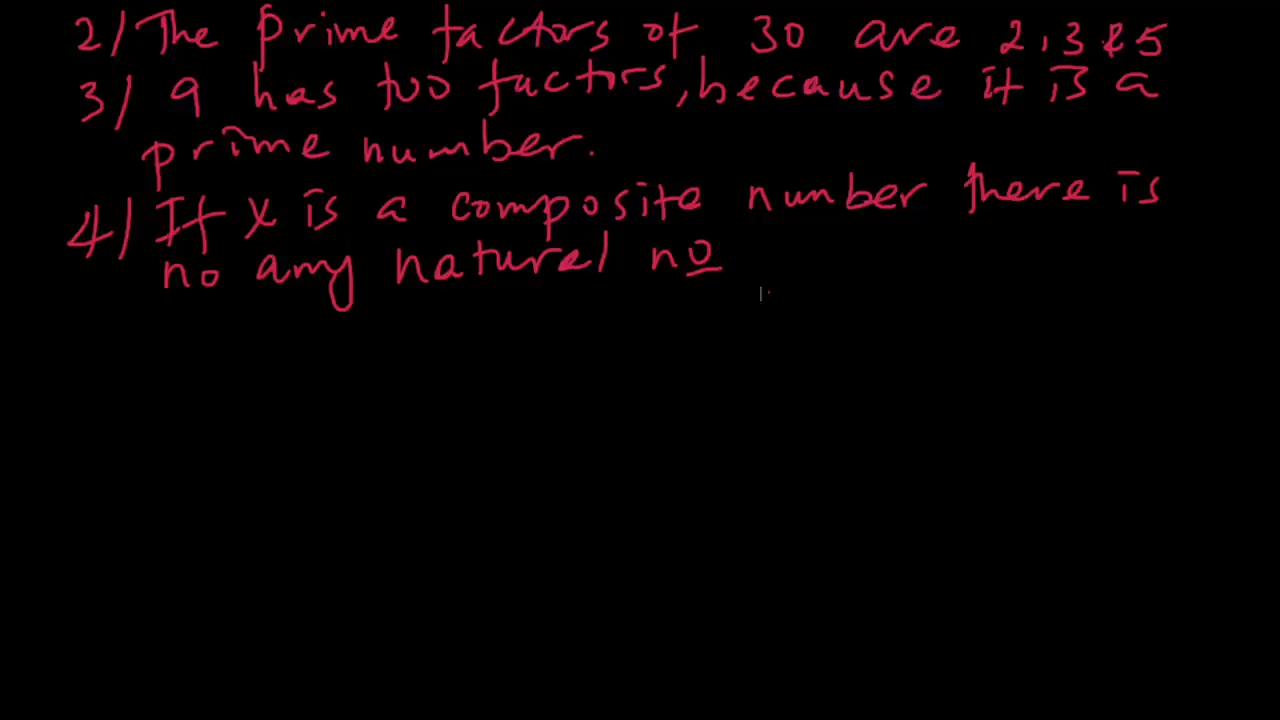 2/ The prime factors of 30 are 2, 3 & 5
3/ 9 has two factors, because it is a
prime number.
4/ If x is a composite number there is
no any natural no